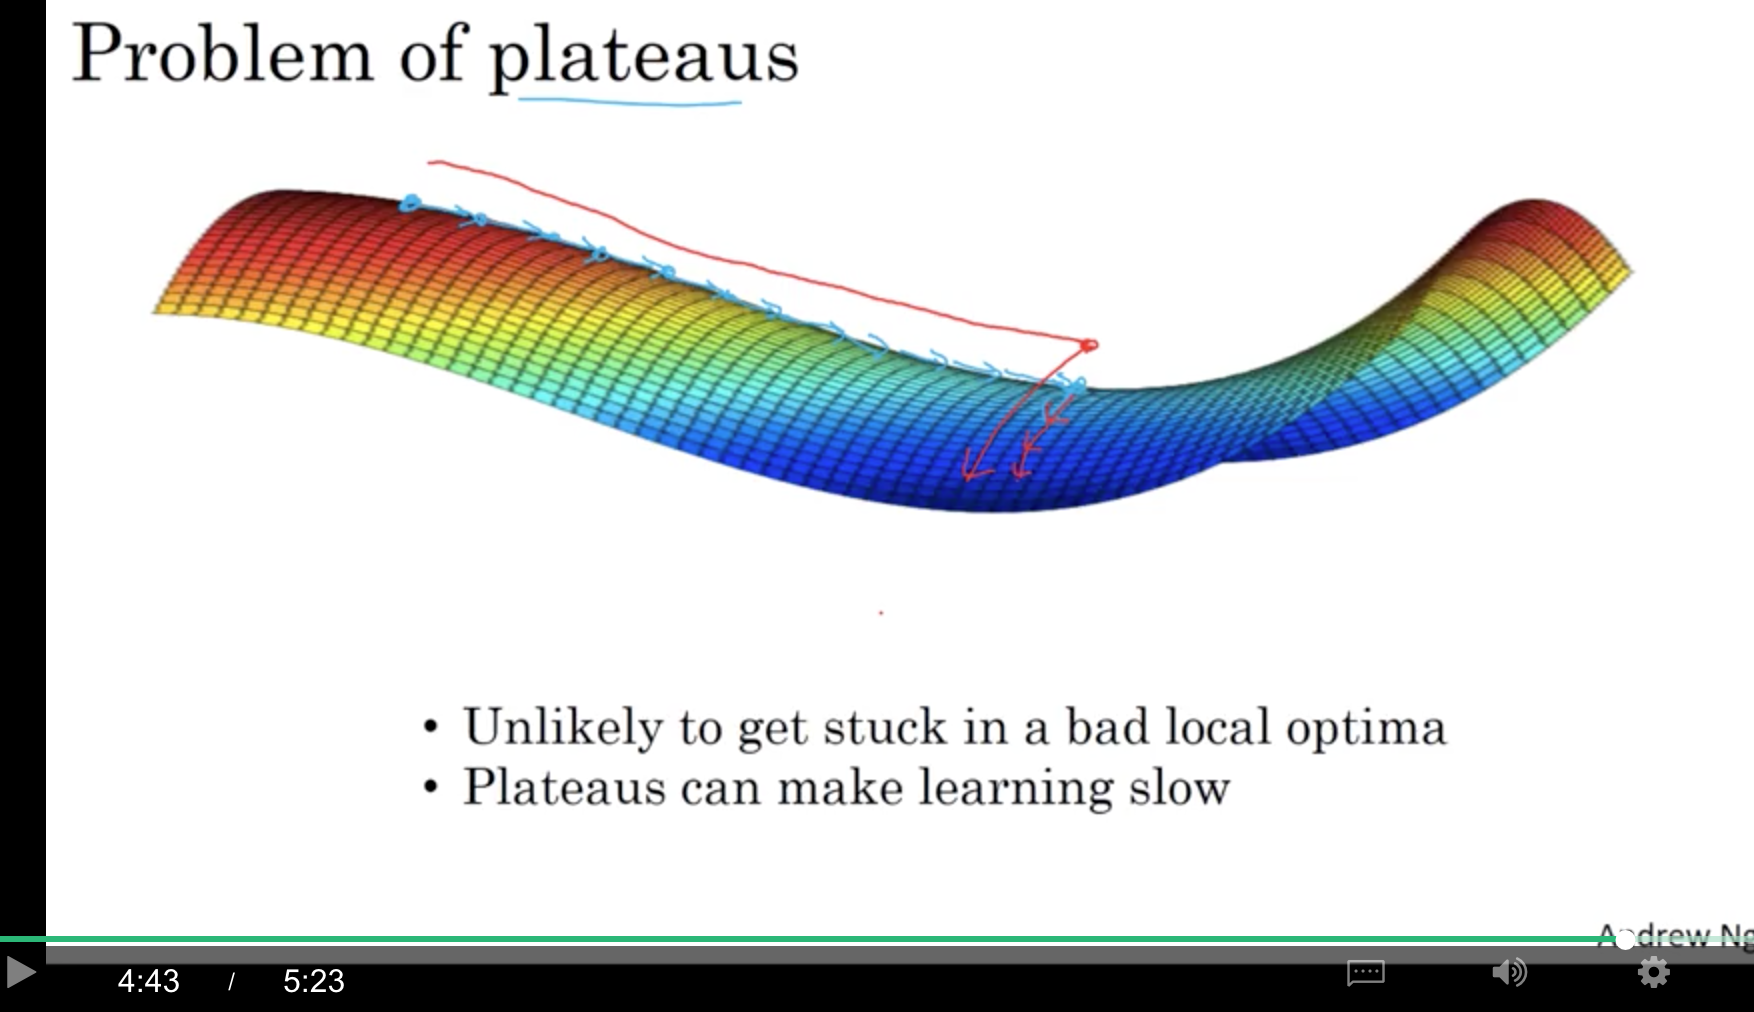 Problem of plateaus
• Unlikely to get stuck in a bad local optima
• Plateaus can make learning slow
Andrew Ng
4:43 / 5:23